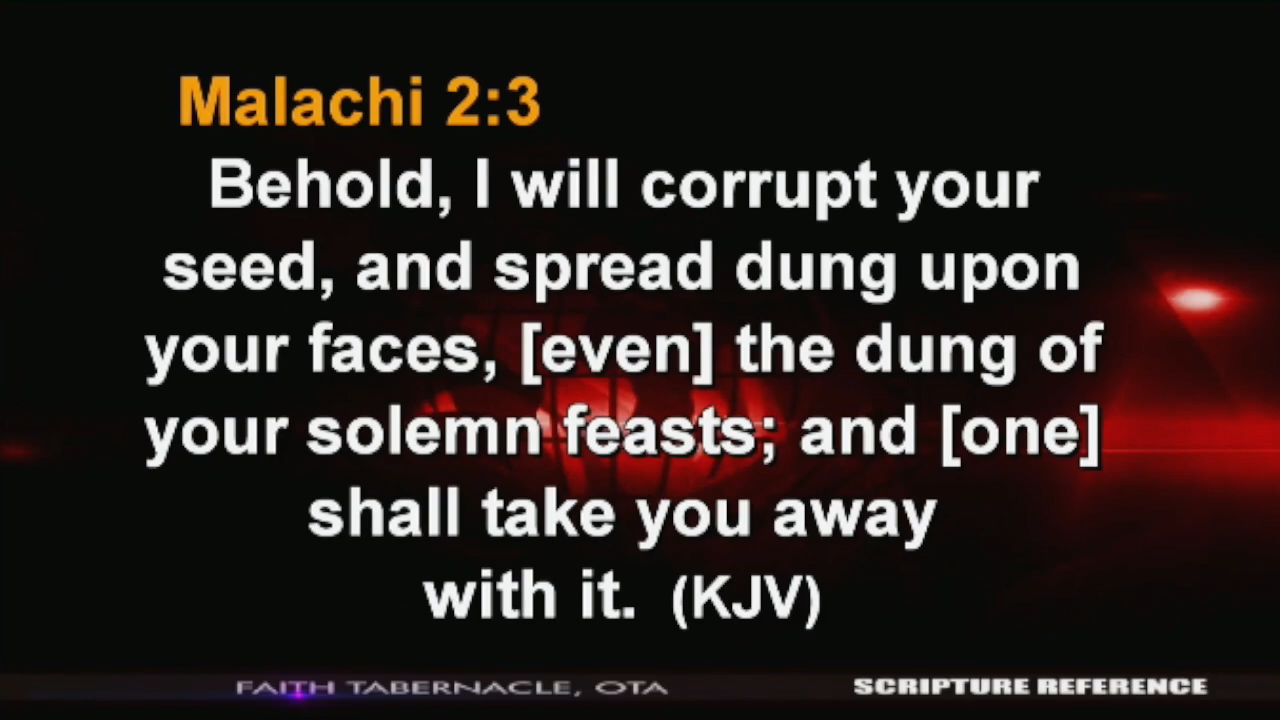 Malachi 2:3
Behold, I will corrupt your
seed, and spread dung upon
your faces, [even] the dung of
your solemn feasts; and [one]
shall take you away
with it. (KJV)
FAITH TABERNACLE, OTA
SCRIPTURE REFERENCE